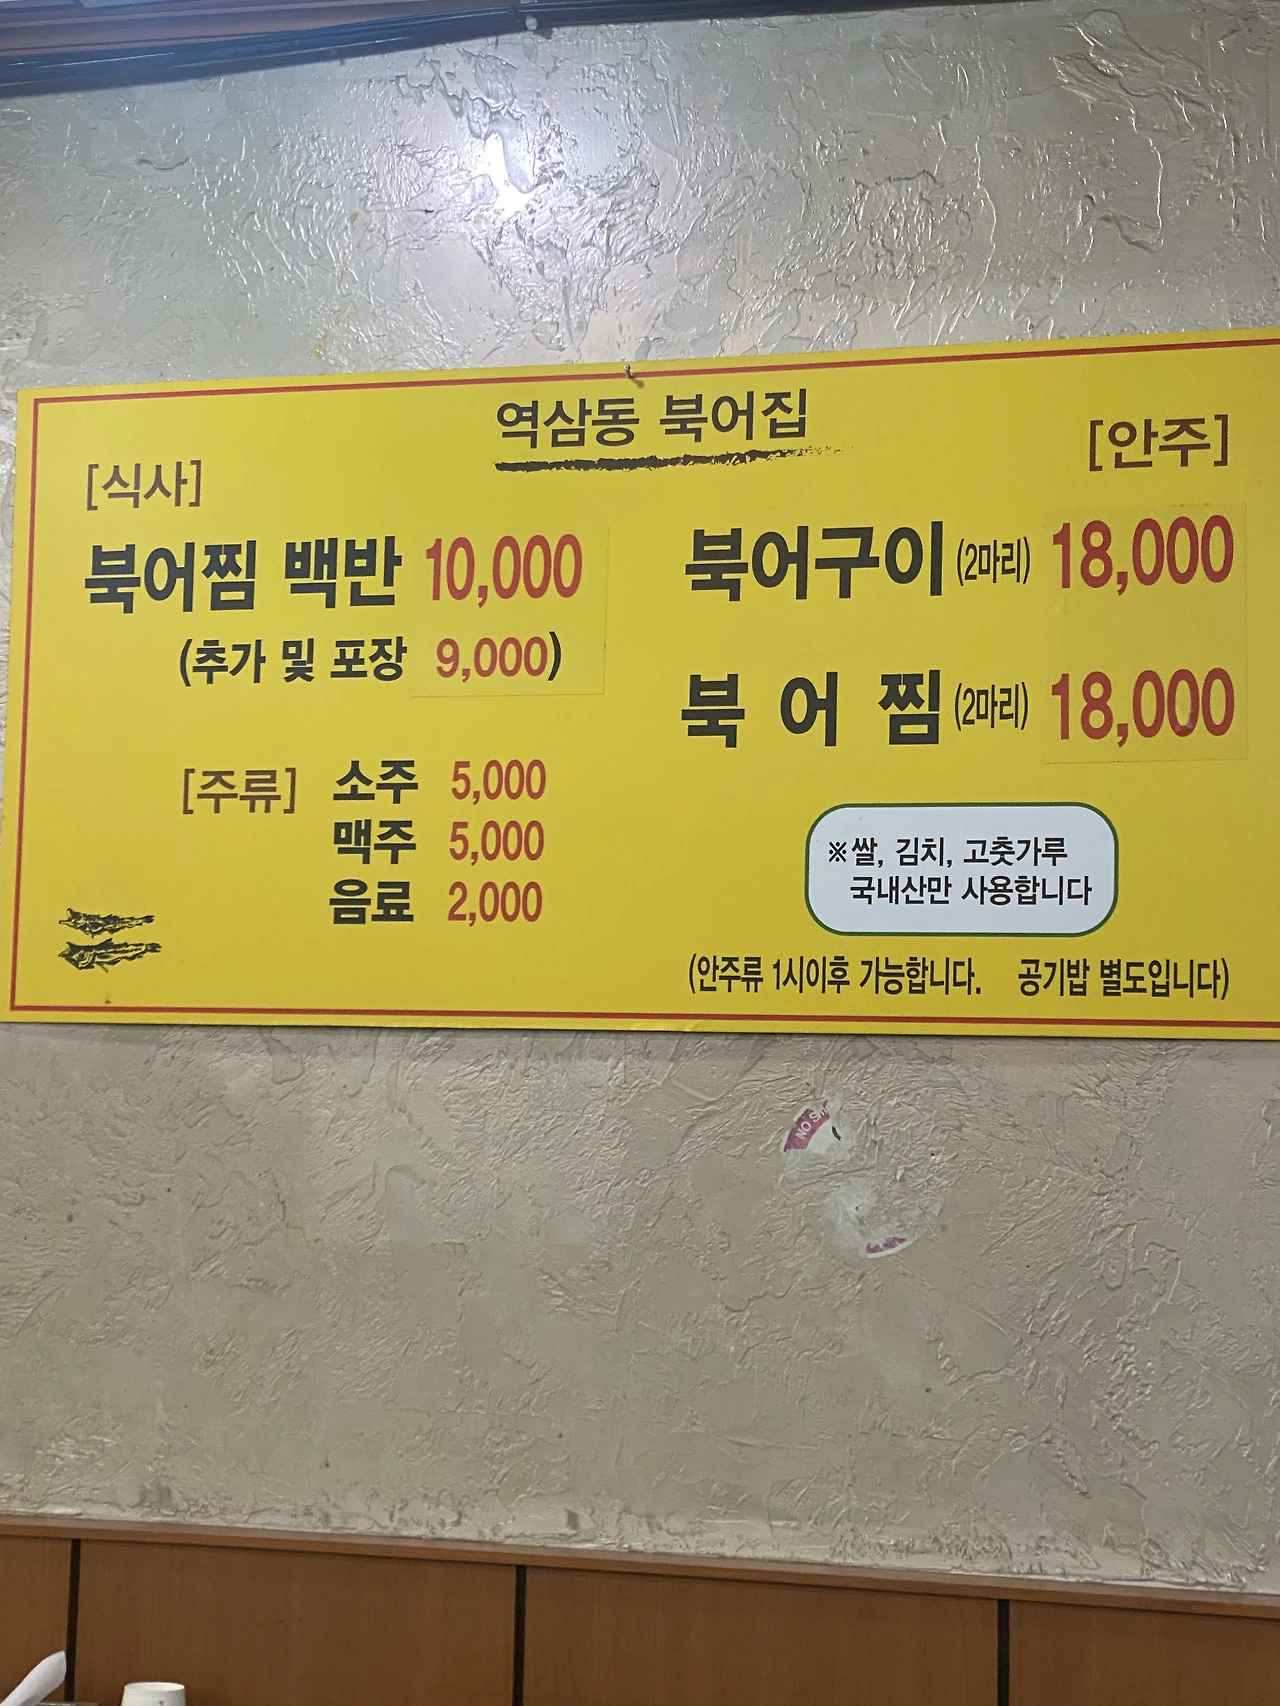 역삼동 북어집
[식사]
북어찜 백반 10,000
(추가 및 포장 9,000)
[주류] 소주 5,000
맥주 5,000
음료 2,000
[안주]
북어구이(2마리) 18,000
북 어 찜(2마리) 18,000
※쌀, 김치, 고춧가루
국내산만 사용합니다
(안주류 1시이후 가능합니다. 공기밥 별도입니다)
NO